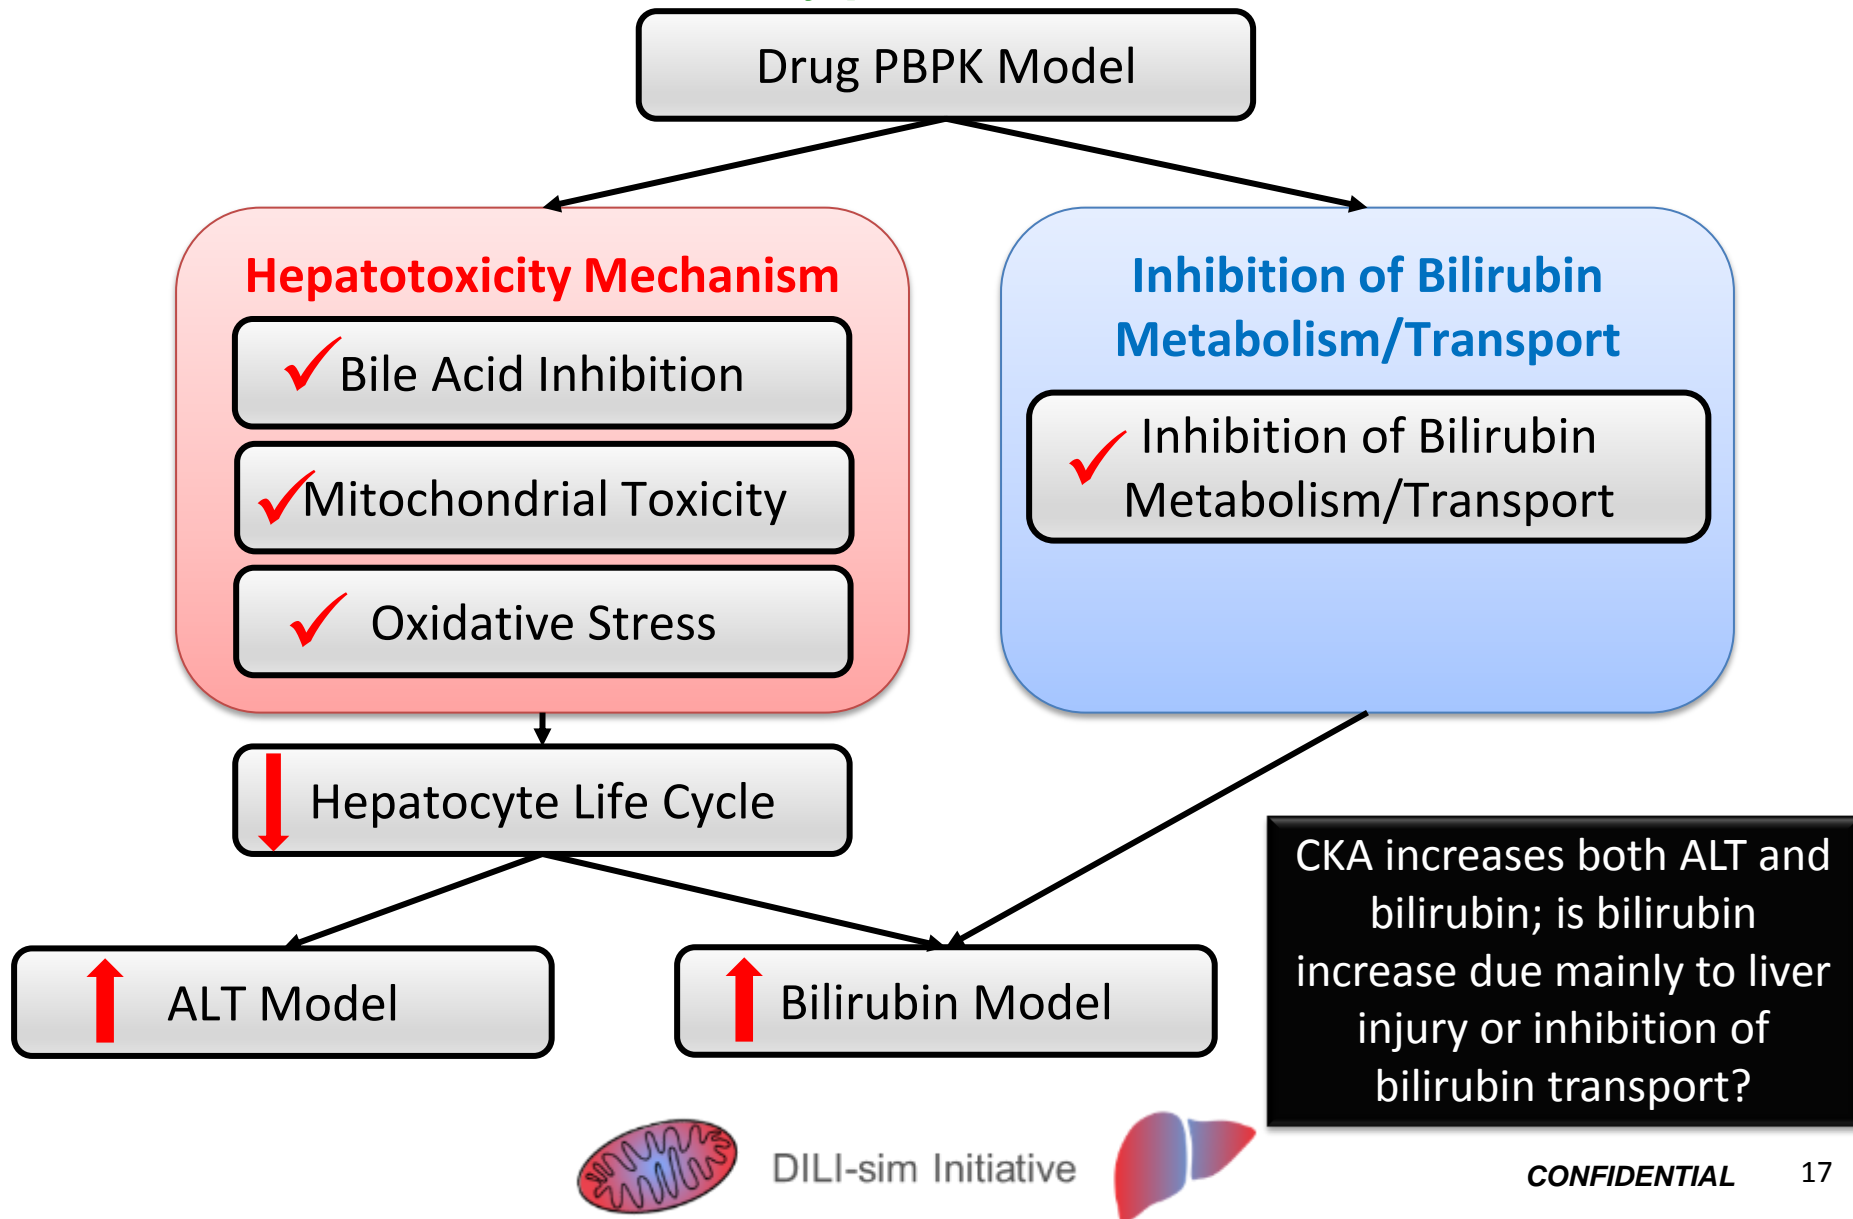 Drug PBPK Model
Hepatotoxicity Mechanism
Bile Acid Inhibition
Mitochondrial Toxicity
Oxidative Stress
Inhibition of Bilirubin
Metabolism/Transport
Inhibition of Bilirubin
Metabolism/Transport
Hepatocyte Life Cycle
ALT Model
Bilirubin Model
CKA increases both ALT and
bilirubin; is bilirubin
increase due mainly to liver
injury or inhibition of
bilirubin transport?
DILI-sim Initiative
CONFIDENTIAL
17